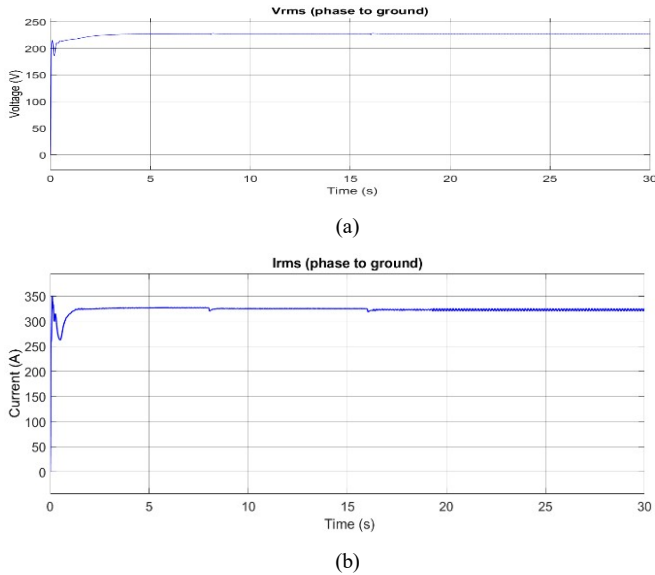 Vrms (phase to ground)
250
200
150
100
50
0
Voltage (V)
0 5 10 15 20 25 30
Time (s)
(a)
Irms (phase to ground)
350
300
250
200
150
100
50
0
Current (A)
0 5 10 15 20 25 30
Time (s)
(b)